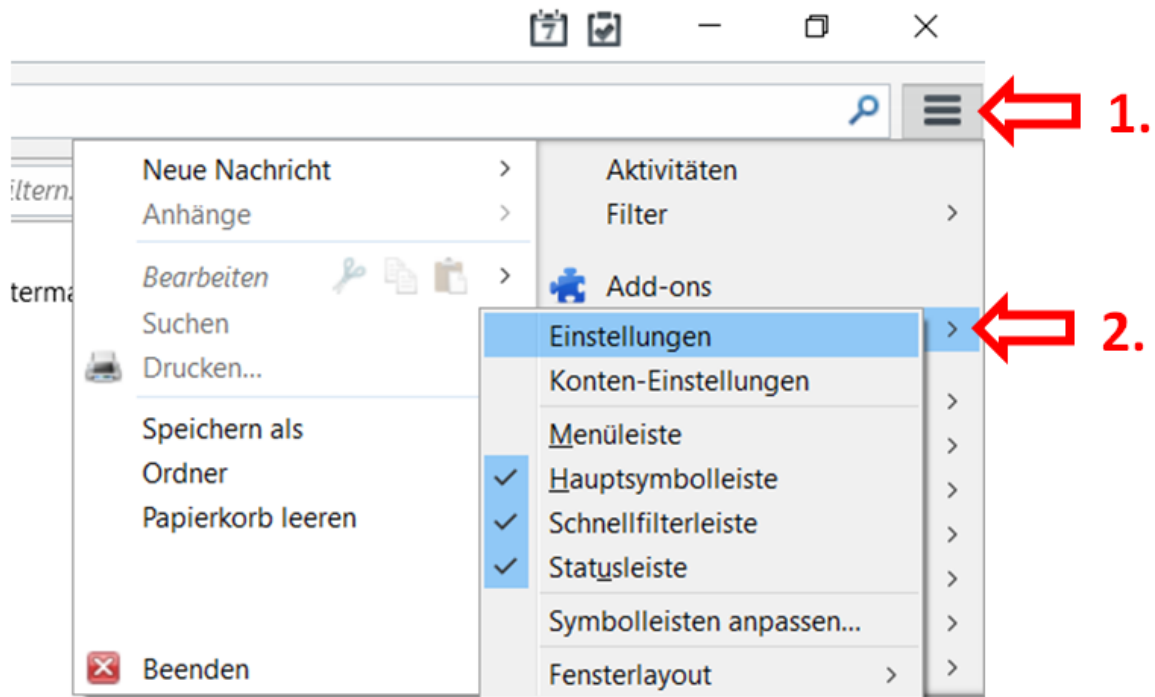 7
1.
iltern.
terma
Neue Nachricht
Anhänge
Bearbeiten
Suchen
Drucken...
Speichern als
Ordner
Papierkorb leeren
Beenden
Aktivitäten
Filter
Add-ons
2.
Einstellungen
Konten-Einstellungen
Menüleiste
Hauptsymbolleiste
Schnellfilterleiste
Statusleiste
Symbolleisten anpassen...
Fensterlayout